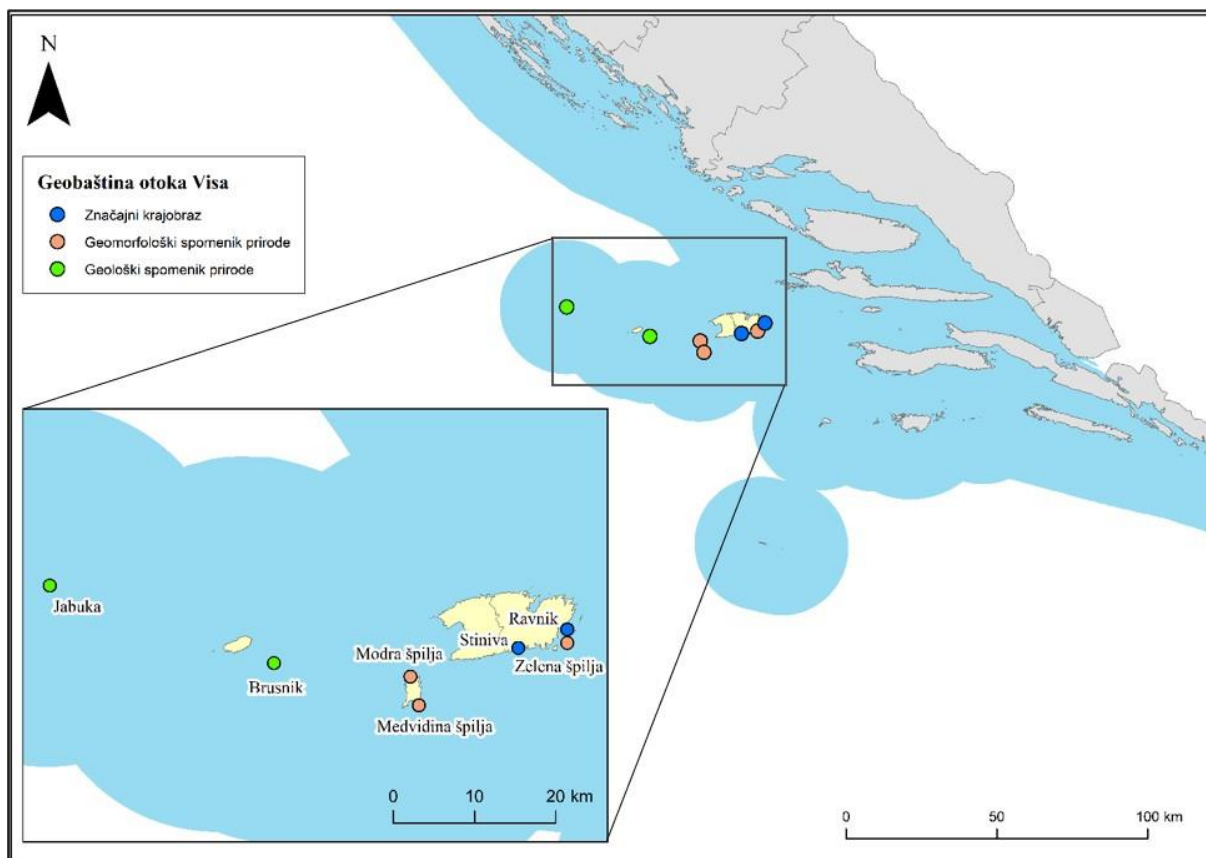 N
Geobaština otoka Visa
Značajni krajobraz
Geomorfološki spomenik prirode
Geološki spomenik prirode
Jabuka
Brusnik
Modra špilja
Medvidina špilja
Stiniva
Ravnik
Zelena špilja
0 10 20 km
0 50 100 km